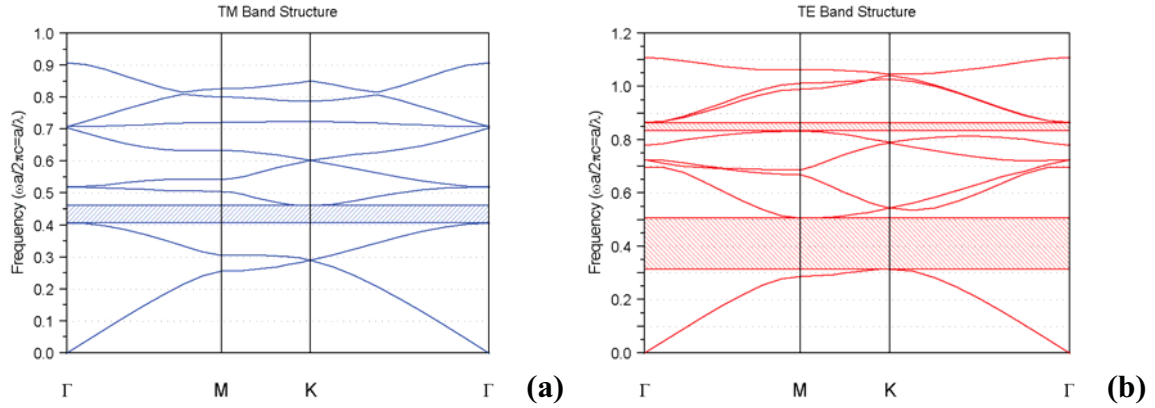 TM Band Structure
Frequency (ωa/2πc=a/λ)
1.0
0.9
0.8
0.7
0.6
0.5
0.4
0.3
0.2
0.1
0.0
Γ M K Γ
(a)
TE Band Structure
Frequency (ωa/2πc=a/λ)
1.2
1.0
0.8
0.6
0.4
0.2
0.0
Γ M K Γ
(b)